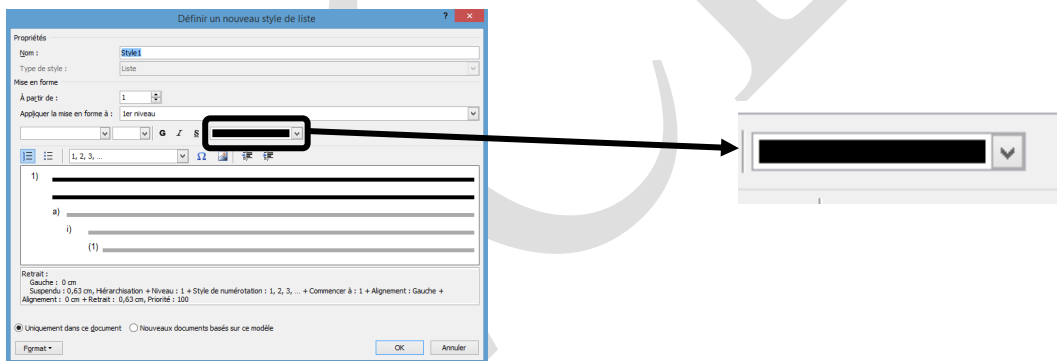 Définir un nouveau style de liste ?
Propriétés
Nom : Style1
Type de style : Liste
Mise en forme
À partir de : 1
Appliquer la mise en forme à : 1er niveau
G I S
1, 2, 3, ... Ω
1)
a)
i)
(1)
Retrait :
Gauche : 0 cm
Suspendu : 0,63 cm, Hiérarchisation + Niveau : 1 + Style de numérotation : 1, 2, 3, ... + Commencer à : 1 + Alignement : Gauche +
Alignement : 0 cm + Retrait : 0,63 cm, Priorité : 100
Uniquement dans ce document Nouveaux documents basés sur ce modèle
Format OK Annuler